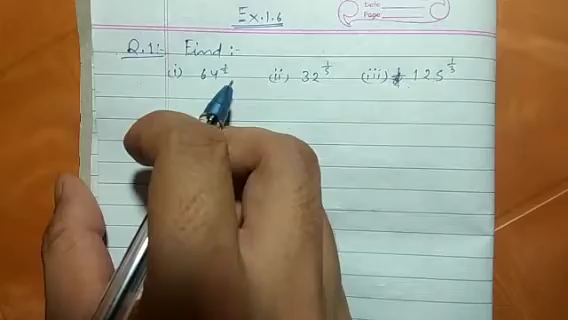 Date
Page
Ex.1.6
Q.1:- Find:-
(i) 64^1/2 (ii) 32^1/5 (iii) 125^1/3